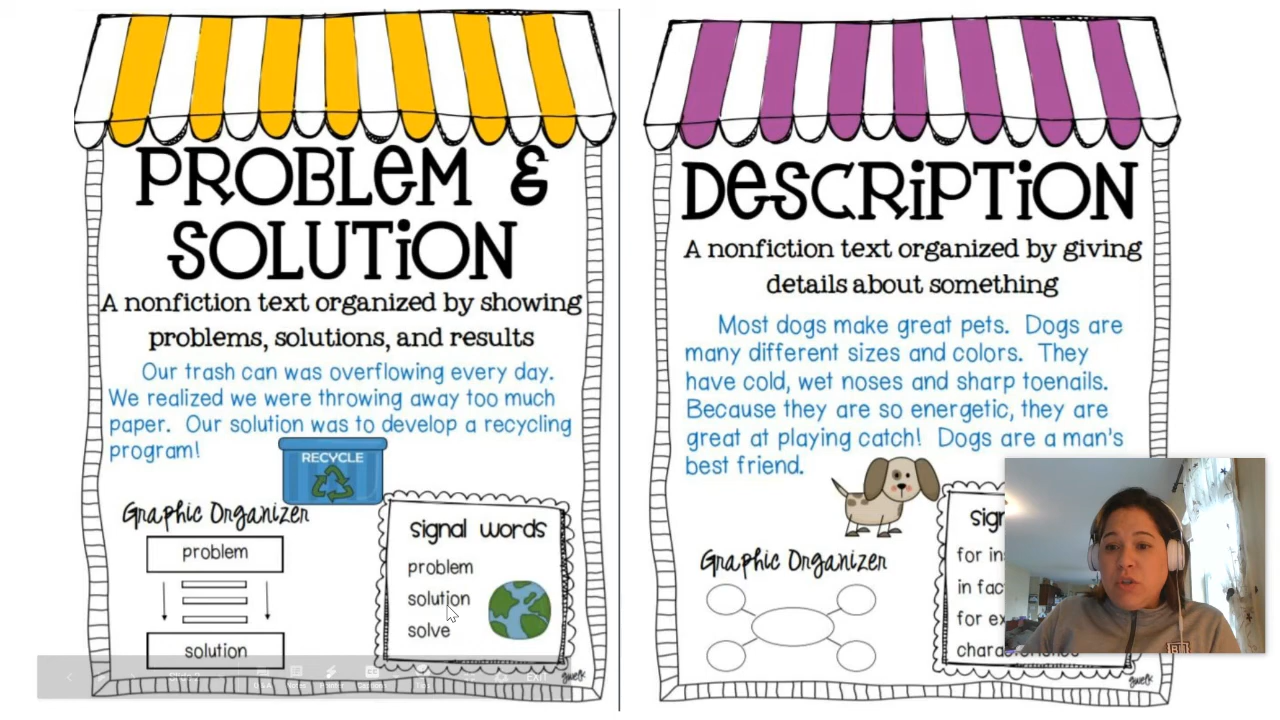 PROBLEM &
SOLUTION
A nonfiction text organized by showing
problems, solutions, and results
Our trash can was overflowing every day.
We realized we were throwing away too much
paper. Our solution was to develop a recycling
program!
RECYCLE
Graphic Organizer
problem
solution
signal words
problem
solution
solve
DESCRIPTION
A nonfiction text organized by giving
details about something
Most dogs make great pets. Dogs are
many different sizes and colors. They
have cold, wet noses and sharp toenails.
Because they are so energetic, they are
great at playing catch! Dogs are a man's
best friend.
Graphic Organizer
for
in
for